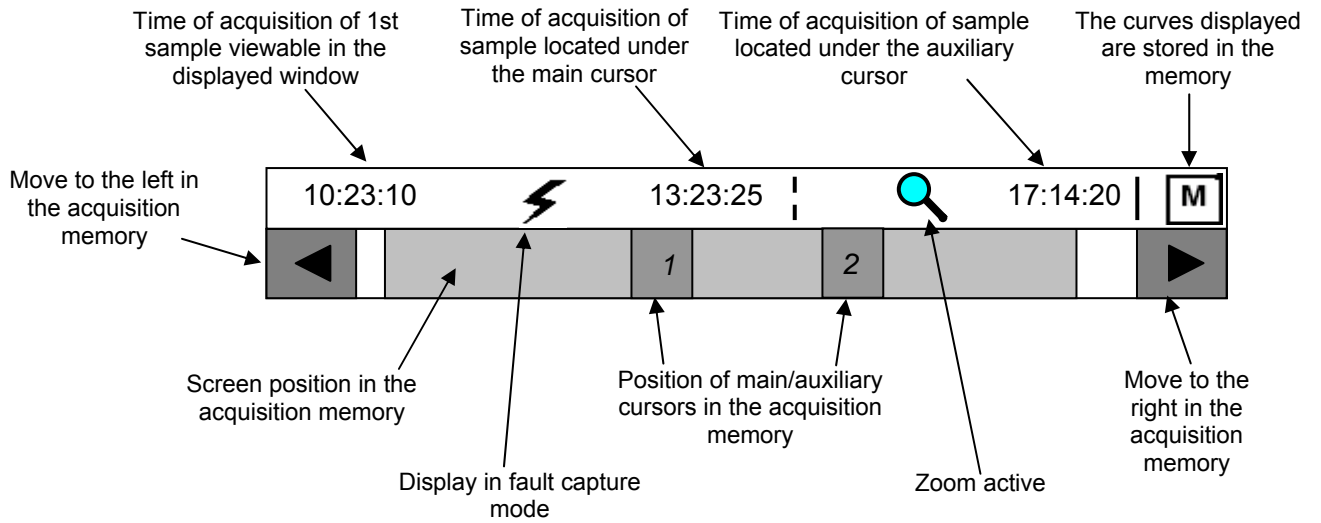 Time of acquisition of 1st
sample viewable in the
displayed window
Time of acquisition of
sample located under
the main cursor
Time of acquisition of sample
located under the auxiliary
cursor
The curves displayed
are stored in the
memory
Move to the left in
the acquisition
memory
10:23:10
13:23:25
17:14:20
M
1
2
Screen position in the
acquisition memory
Display in fault capture
mode
Position of main/auxiliary
cursors in the acquisition
memory
Zoom active
Move to the
right in the
acquisition
memory